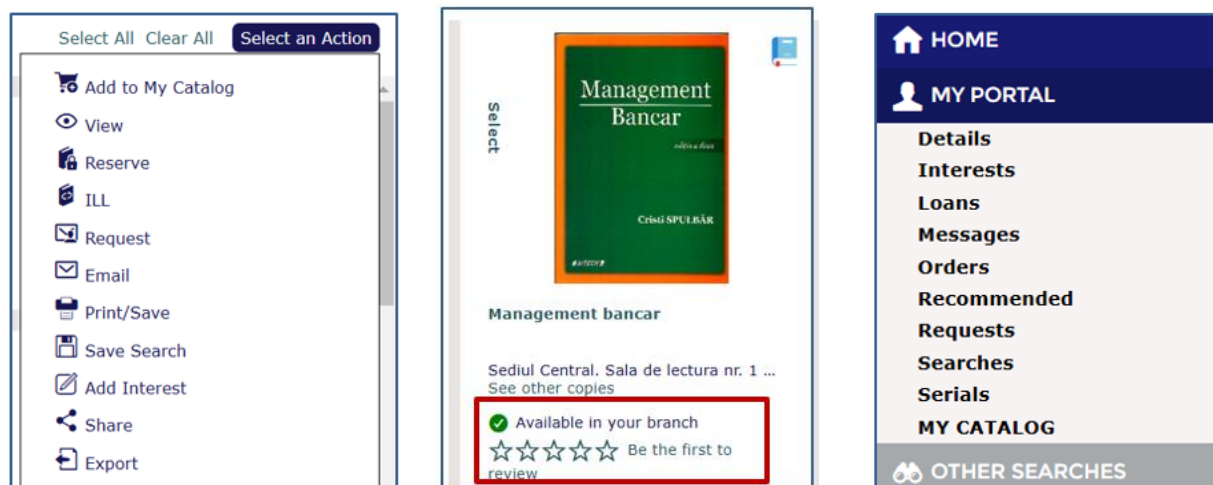 Select All Clear All Select an Action
Add to My Catalog
View
Reserve
ILL
Request
Email
Print/Save
Save Search
Add Interest
Share
Export
Select
Management
Bancar
ediția a doua
Cristi SPULBĂR
Management bancar
Sediul Central. Sala de lectura nr. 1 ...
See other copies
Available in your branch
Be the first to
review
HOME
MY PORTAL
Details
Interests
Loans
Messages
Orders
Recommended
Requests
Searches
Serials
MY CATALOG
OTHER SEARCHES